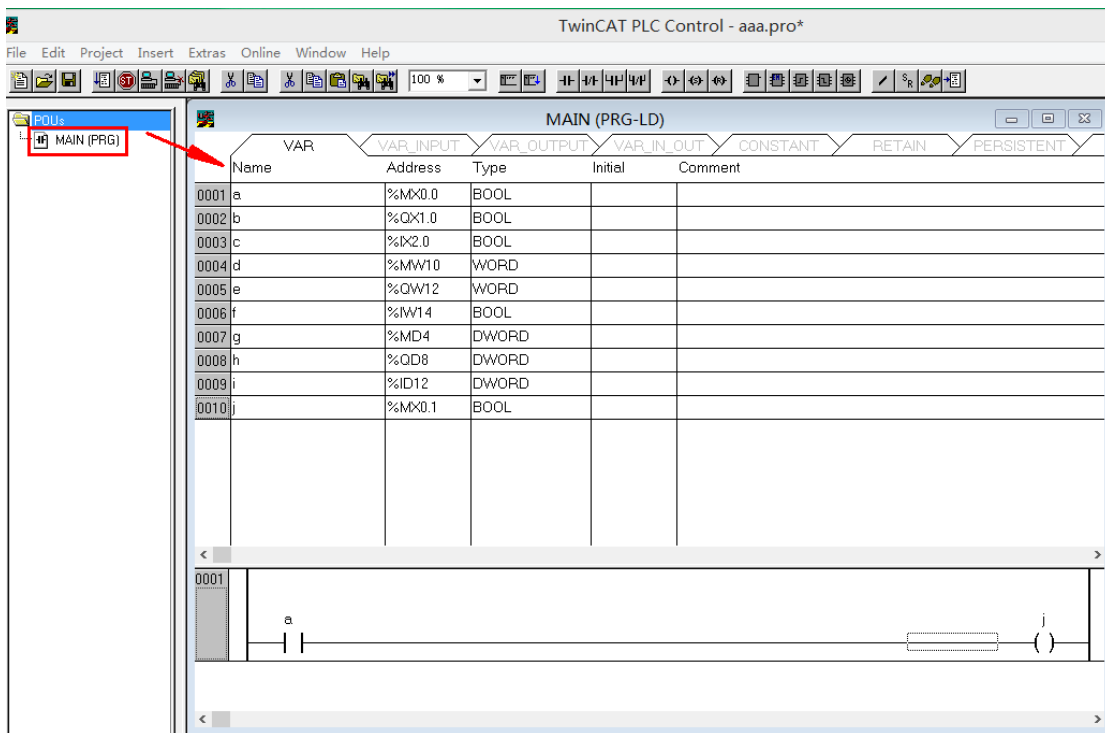 TwinCAT PLC Control - aaa.pro*
File Edit Project Insert Extras Online Window Help
100 %
POUs
MAIN (PRG)
MAIN (PRG-LD)
VAR VAR_INPUT VAR_OUTPUT VAR_IN_OUT CONSTANT RETAIN PERSISTENT
Name Address Type Initial Comment
0001 a %MX0.0 BOOL
0002 b %QX1.0 BOOL
0003 c %IX2.0 BOOL
0004 d %MW10 WORD
0005 e %QW12 WORD
0006 f %IW14 BOOL
0007 g %MD4 DWORD
0008 h %QD8 DWORD
0009 i %ID12 DWORD
0010 j %MX0.1 BOOL
0001
a j